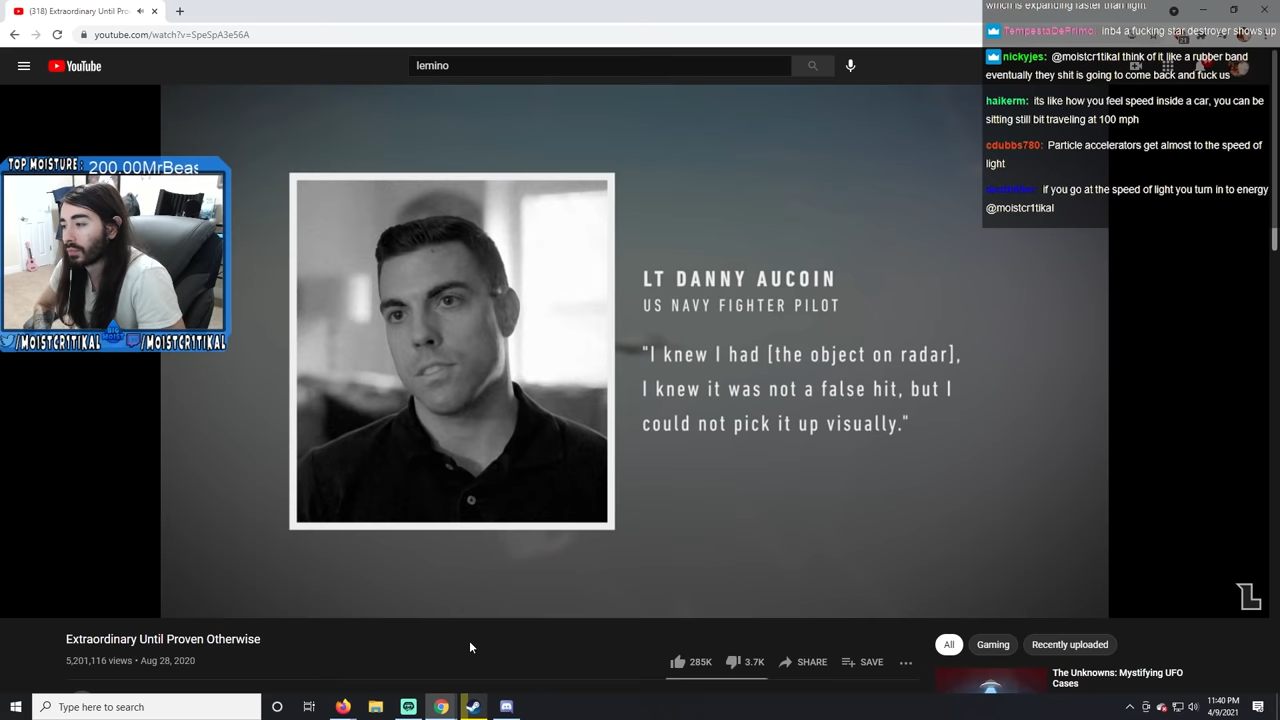 (318) Extraordinary Until Pro
youtube.com/watch?v=SpeSpA3e56A
YouTube
lemino
which is expanding faster than light
TempestaDePrimo: Inb4 a fucking star destroyer shows up
nickyjes: @moistcr1tikal think of it like a rubber band
eventually they shit is going to come back and fuck us
haikerm: its like how you feel speed inside a car, you can be
sitting still bit traveling at 100 mph
cdubbs780: Particle accelerators get almost to the speed of
light
if you go at the speed of light you turn in to energy
@moistcr1tikal
TOP MOISTURE: 200.00MrBeas
BIG
MOIST
/MOISTCR1TIKAL
/MOISTCR1TIKAL
LT DANNY AUCOIN
US NAVY FIGHTER PILOT
"I knew I had [the object on radar],
I knew it was not a false hit, but I
could not pick it up visually."
Extraordinary Until Proven Otherwise
5,201,116 views • Aug 28, 2020
285K
3.7K
SHARE
SAVE
All
Gaming
Recently uploaded
The Unknowns: Mystifying UFO
Cases
Type here to search
11:40 PM
4/9/2021